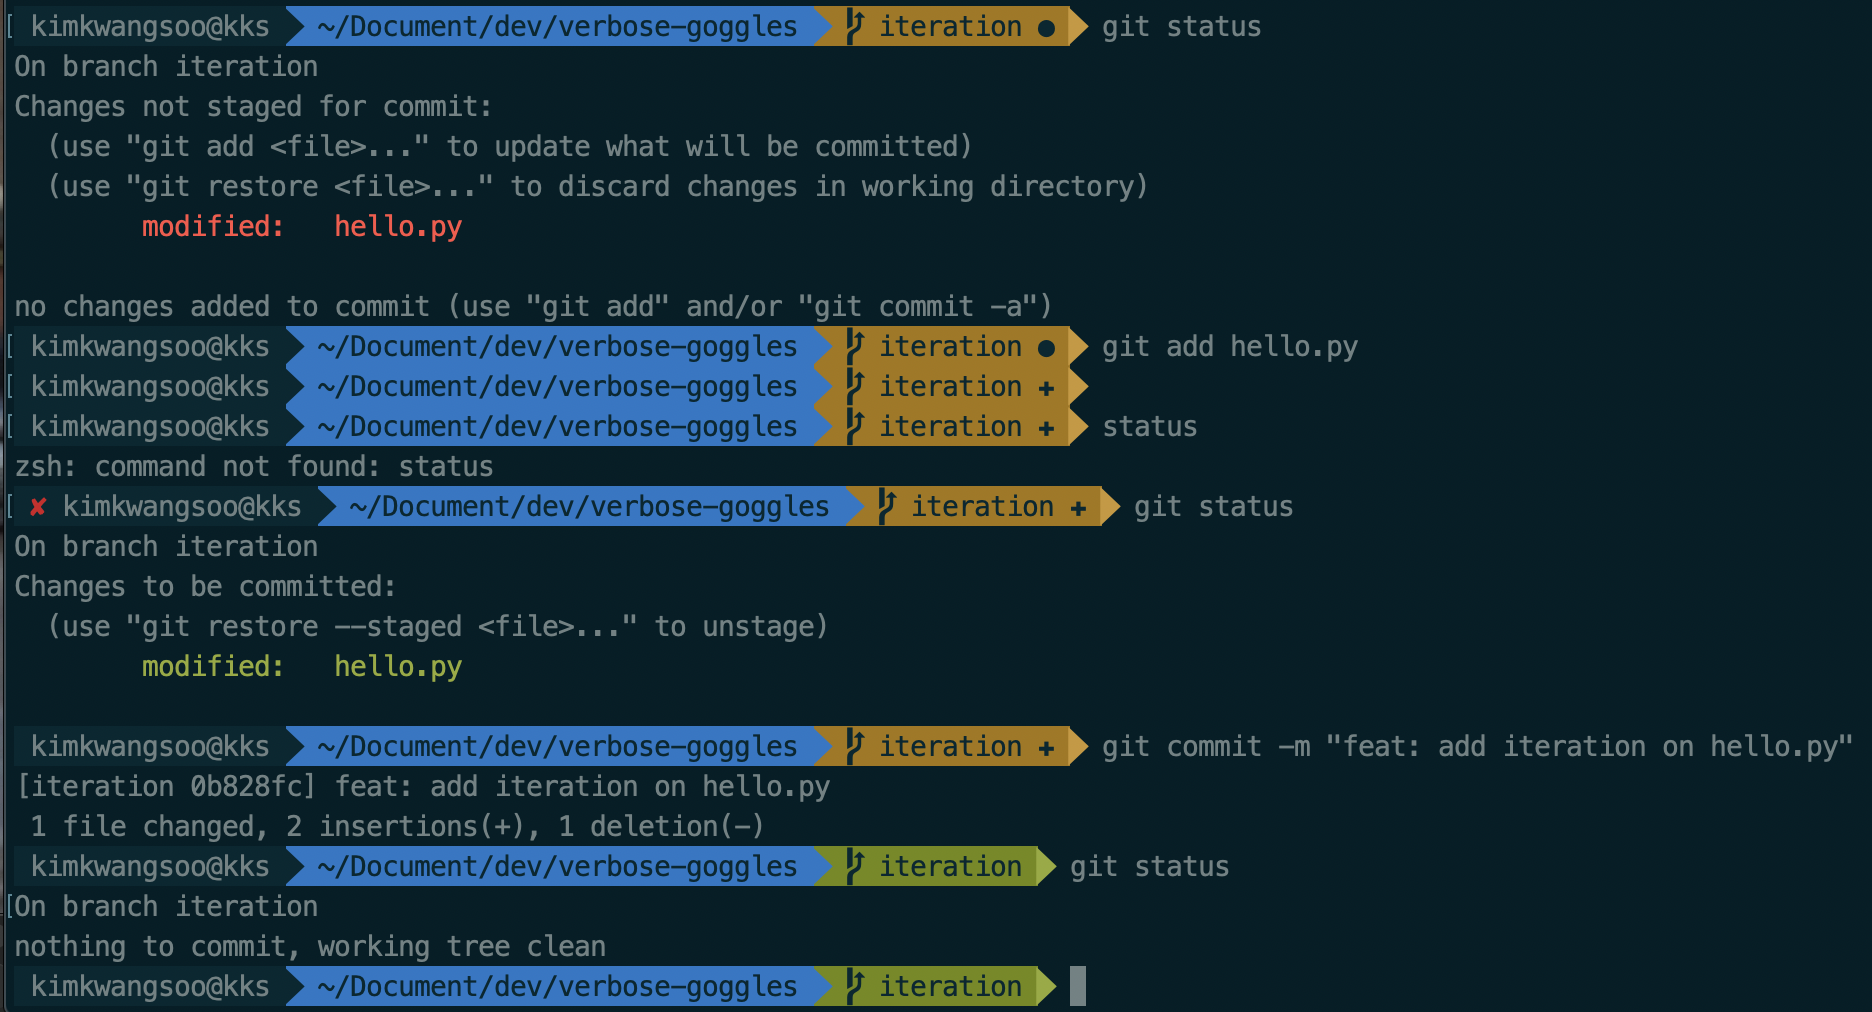 kimkwangsoo@kks ~/Document/dev/verbose-goggles iteration ● git status
On branch iteration
Changes not staged for commit:
  (use "git add <file>..." to update what will be committed)
  (use "git restore <file>..." to discard changes in working directory)
        modified:   hello.py
no changes added to commit (use "git add" and/or "git commit -a")
kimkwangsoo@kks ~/Document/dev/verbose-goggles iteration ● git add hello.py
kimkwangsoo@kks ~/Document/dev/verbose-goggles iteration +
kimkwangsoo@kks ~/Document/dev/verbose-goggles iteration + status
zsh: command not found: status
✘ kimkwangsoo@kks ~/Document/dev/verbose-goggles iteration + git status
On branch iteration
Changes to be committed:
  (use "git restore --staged <file>..." to unstage)
        modified:   hello.py
kimkwangsoo@kks ~/Document/dev/verbose-goggles iteration + git commit -m "feat: add iteration on hello.py"
[iteration 0b828fc] feat: add iteration on hello.py
 1 file changed, 2 insertions(+), 1 deletion(-)
kimkwangsoo@kks ~/Document/dev/verbose-goggles iteration git status
On branch iteration
nothing to commit, working tree clean
kimkwangsoo@kks ~/Document/dev/verbose-goggles iteration